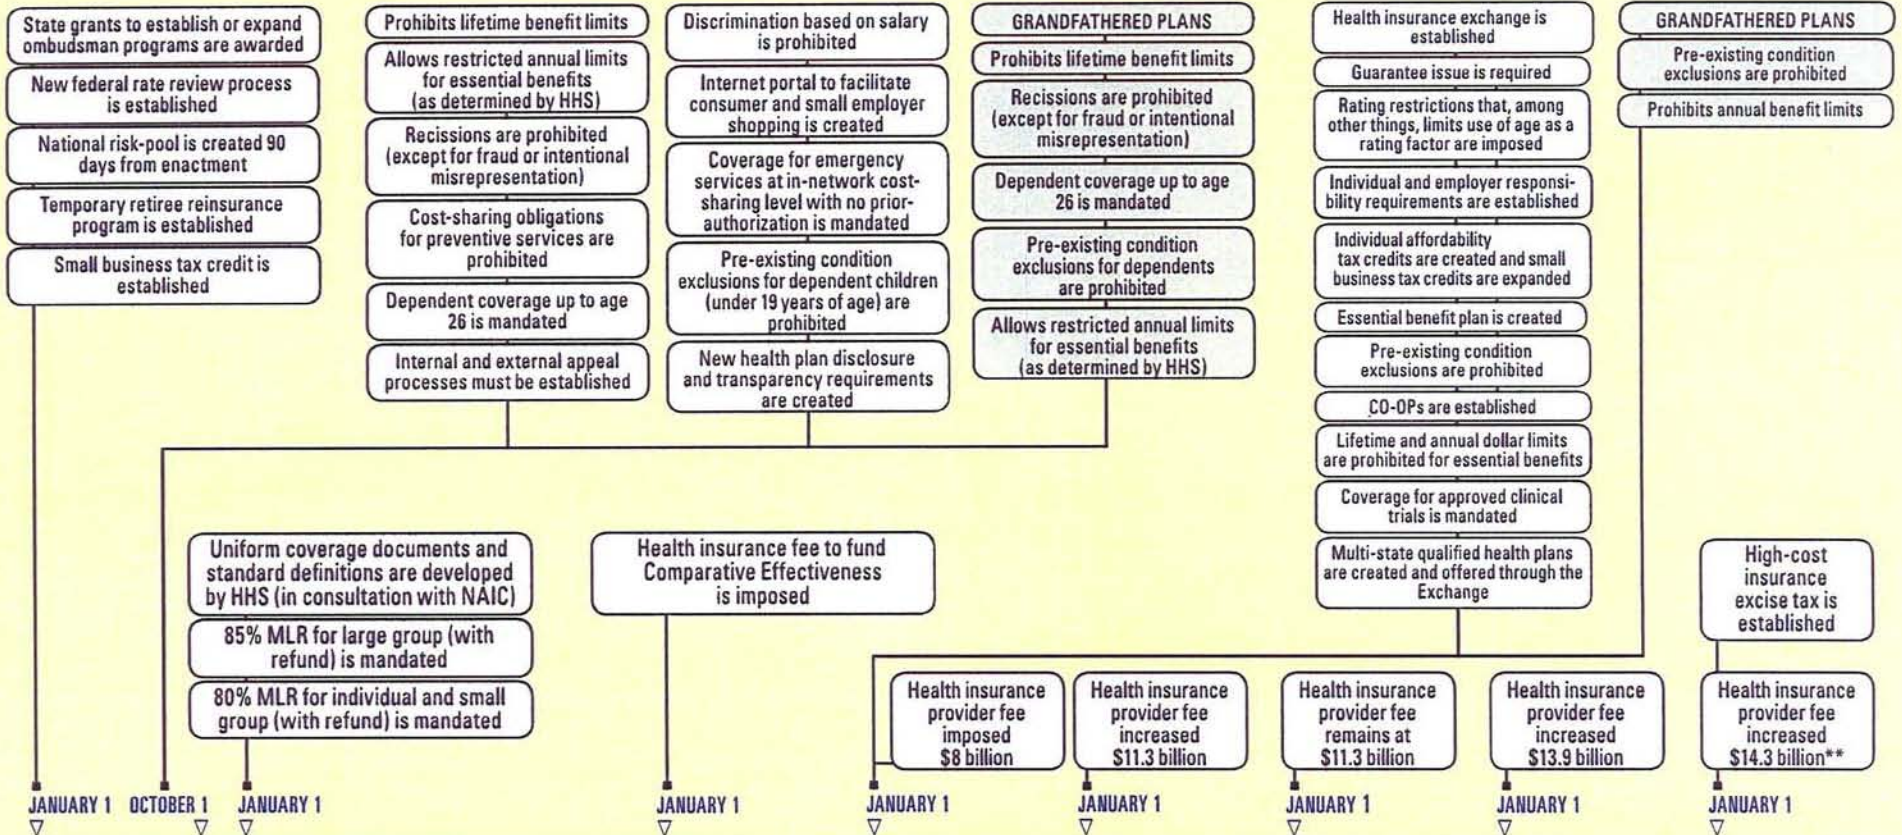 State grants to establish or expand
ombudsman programs are awarded
New federal rate review process
is established
National risk-pool is created 90
days from enactment
Temporary retiree reinsurance
program is established
Small business tax credit is
established
Prohibits lifetime benefit limits
Allows restricted annual limits
for essential benefits
(as determined by HHS)
Recissions are prohibited
(except for fraud or intentional
misrepresentation)
Cost-sharing obligations
for preventive services are
prohibited
Dependent coverage up to age
26 is mandated
Internal and external appeal
processes must be established
Discrimination based on salary
is prohibited
Internet portal to facilitate
consumer and small employer
shopping is created
Coverage for emergency
services at in-network cost-
sharing level with no prior-
authorization is mandated
Pre-existing condition
exclusions for dependent children
(under 19 years of age) are
prohibited
New health plan disclosure
and transparency requirements
are created
GRANDFATHERED PLANS
Prohibits lifetime benefit limits
Recissions are prohibited
(except for fraud or intentional
misrepresentation)
Dependent coverage up to age
26 is mandated
Pre-existing condition
exclusions for dependents
are prohibited
Allows restricted annual limits
for essential benefits
(as determined by HHS)
Health insurance exchange is
established
Guarantee issue is required
Rating restrictions that, among
other things, limits use of age as a
rating factor are imposed
Individual and employer responsi-
bility requirements are established
Individual affordability
tax credits are created and small
business tax credits are expanded
Essential benefit plan is created
Pre-existing condition
exclusions are prohibited
CO-OPs are established
Lifetime and annual dollar limits
are prohibited for essential benefits
Coverage for approved clinical
trials is mandated
Multi-state qualified health plans
are created and offered through the
Exchange
GRANDFATHERED PLANS
Pre-existing condition
exclusions are prohibited
Prohibits annual benefit limits
Uniform coverage documents and
standard definitions are developed
by HHS (in consultation with NAIC)
85% MLR for large group (with
refund) is mandated
80% MLR for individual and small
group (with refund) is mandated
Health insurance fee to fund
Comparative Effectiveness
is imposed
High-cost
insurance
excise tax is
established
Health insurance
provider fee
imposed
$8 billion
Health insurance
provider fee
increased
$11.3 billion
Health insurance
provider fee
remains at
$11.3 billion
Health insurance
provider fee
increased
$13.9 billion
Health insurance
provider fee
increased
$14.3 billion**
JANUARY 1
OCTOBER 1
JANUARY 1
JANUARY 1
JANUARY 1
JANUARY 1
JANUARY 1
JANUARY 1
JANUARY 1